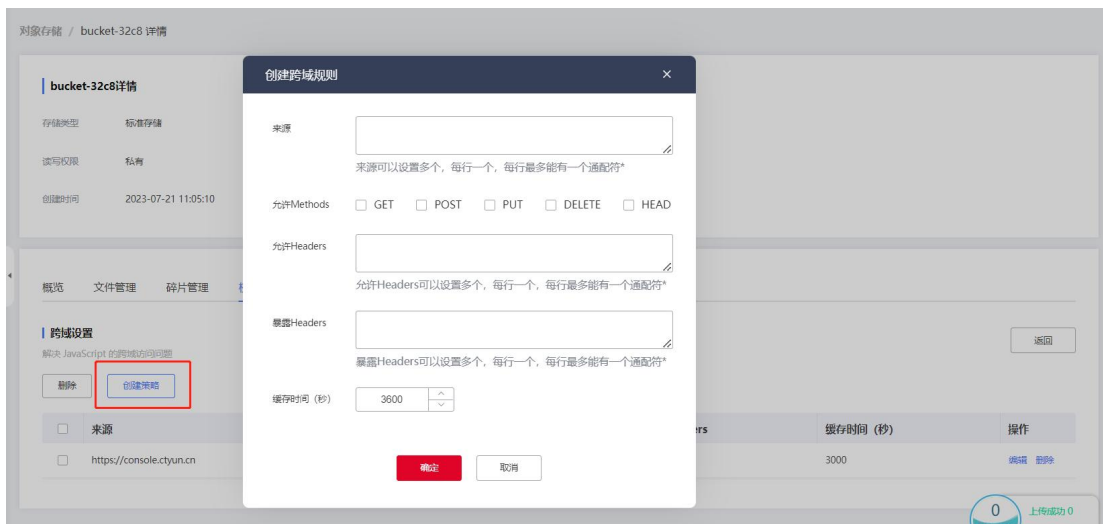 对象存储 / bucket-32c8 详情
bucket-32c8详情
存储类型 标准存储
读写权限 私有
创建时间 2023-07-21 11:05:10
创建跨域规则 ×
来源
来源可以设置多个，每行一个，每行最多能有一个通配符*
允许Methods GET POST PUT DELETE HEAD
允许Headers
允许Headers可以设置多个，每行一个，每行最多能有一个通配符*
暴露Headers
暴露Headers可以设置多个，每行一个，每行最多能有一个通配符*
缓存时间（秒） 3600
确定 取消
概览 文件管理 碎片管理
跨域设置
解决 JavaScript 的跨域访问问题
返回
删除 创建策略
来源 ers 缓存时间（秒） 操作
https://console.ctyun.cn 3000 编辑 删除
0 上传成功 0